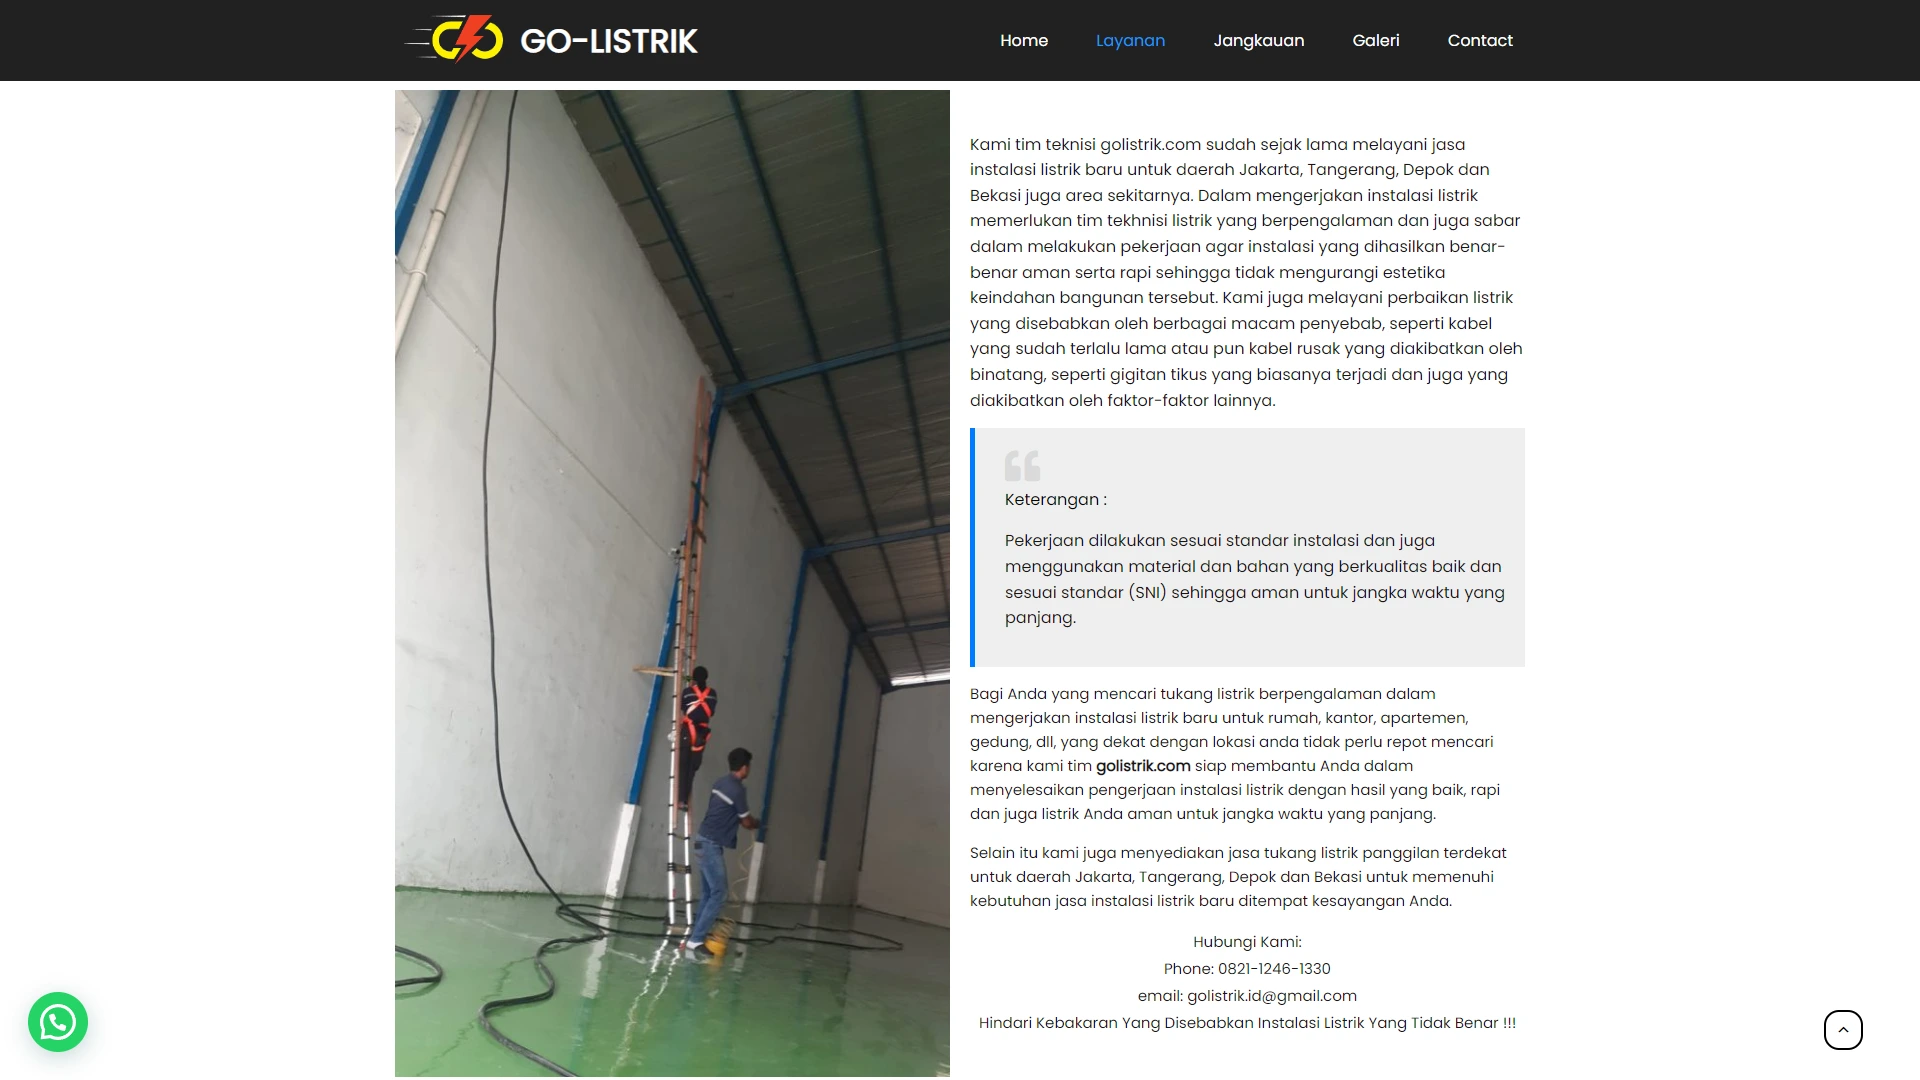 GO-LISTRIK
Home
Layanan
Jangkauan
Galeri
Contact
Kami tim teknisi golistrik.com sudah sejak lama melayani jasa
instalasi listrik baru untuk daerah Jakarta, Tangerang, Depok dan
Bekasi juga area sekitarnya. Dalam mengerjakan instalasi listrik
memerlukan tim tekhnisi listrik yang berpengalaman dan juga sabar
dalam melakukan pekerjaan agar instalasi yang dihasilkan benar-
benar aman serta rapi sehingga tidak mengurangi estetika
keindahan bangunan tersebut. Kami juga melayani perbaikan listrik
yang disebabkan oleh berbagai macam penyebab, seperti kabel
yang sudah terlalu lama atau pun kabel rusak yang diakibatkan oleh
binatang, seperti gigitan tikus yang biasanya terjadi dan juga yang
diakibatkan oleh faktor-faktor lainnya.
Keterangan :
Pekerjaan dilakukan sesuai standar instalasi dan juga
menggunakan material dan bahan yang berkualitas baik dan
sesuai standar (SNI) sehingga aman untuk jangka waktu yang
panjang.
Bagi Anda yang mencari tukang listrik berpengalaman dalam
mengerjakan instalasi listrik baru untuk rumah, kantor, apartemen,
gedung, dll, yang dekat dengan lokasi anda tidak perlu repot mencari
karena kami tim golistrik.com siap membantu Anda dalam
menyelesaikan pengerjaan instalasi listrik dengan hasil yang baik, rapi
dan juga listrik Anda aman untuk jangka waktu yang panjang.
Selain itu kami juga menyediakan jasa tukang listrik panggilan terdekat
untuk daerah Jakarta, Tangerang, Depok dan Bekasi untuk memenuhi
kebutuhan jasa instalasi listrik baru ditempat kesayangan Anda.
Hubungi Kami:
Phone: 0821-1246-1330
email: golistrik.id@gmail.com
Hindari Kebakaran Yang Disebabkan Instalasi Listrik Yang Tidak Benar !!!